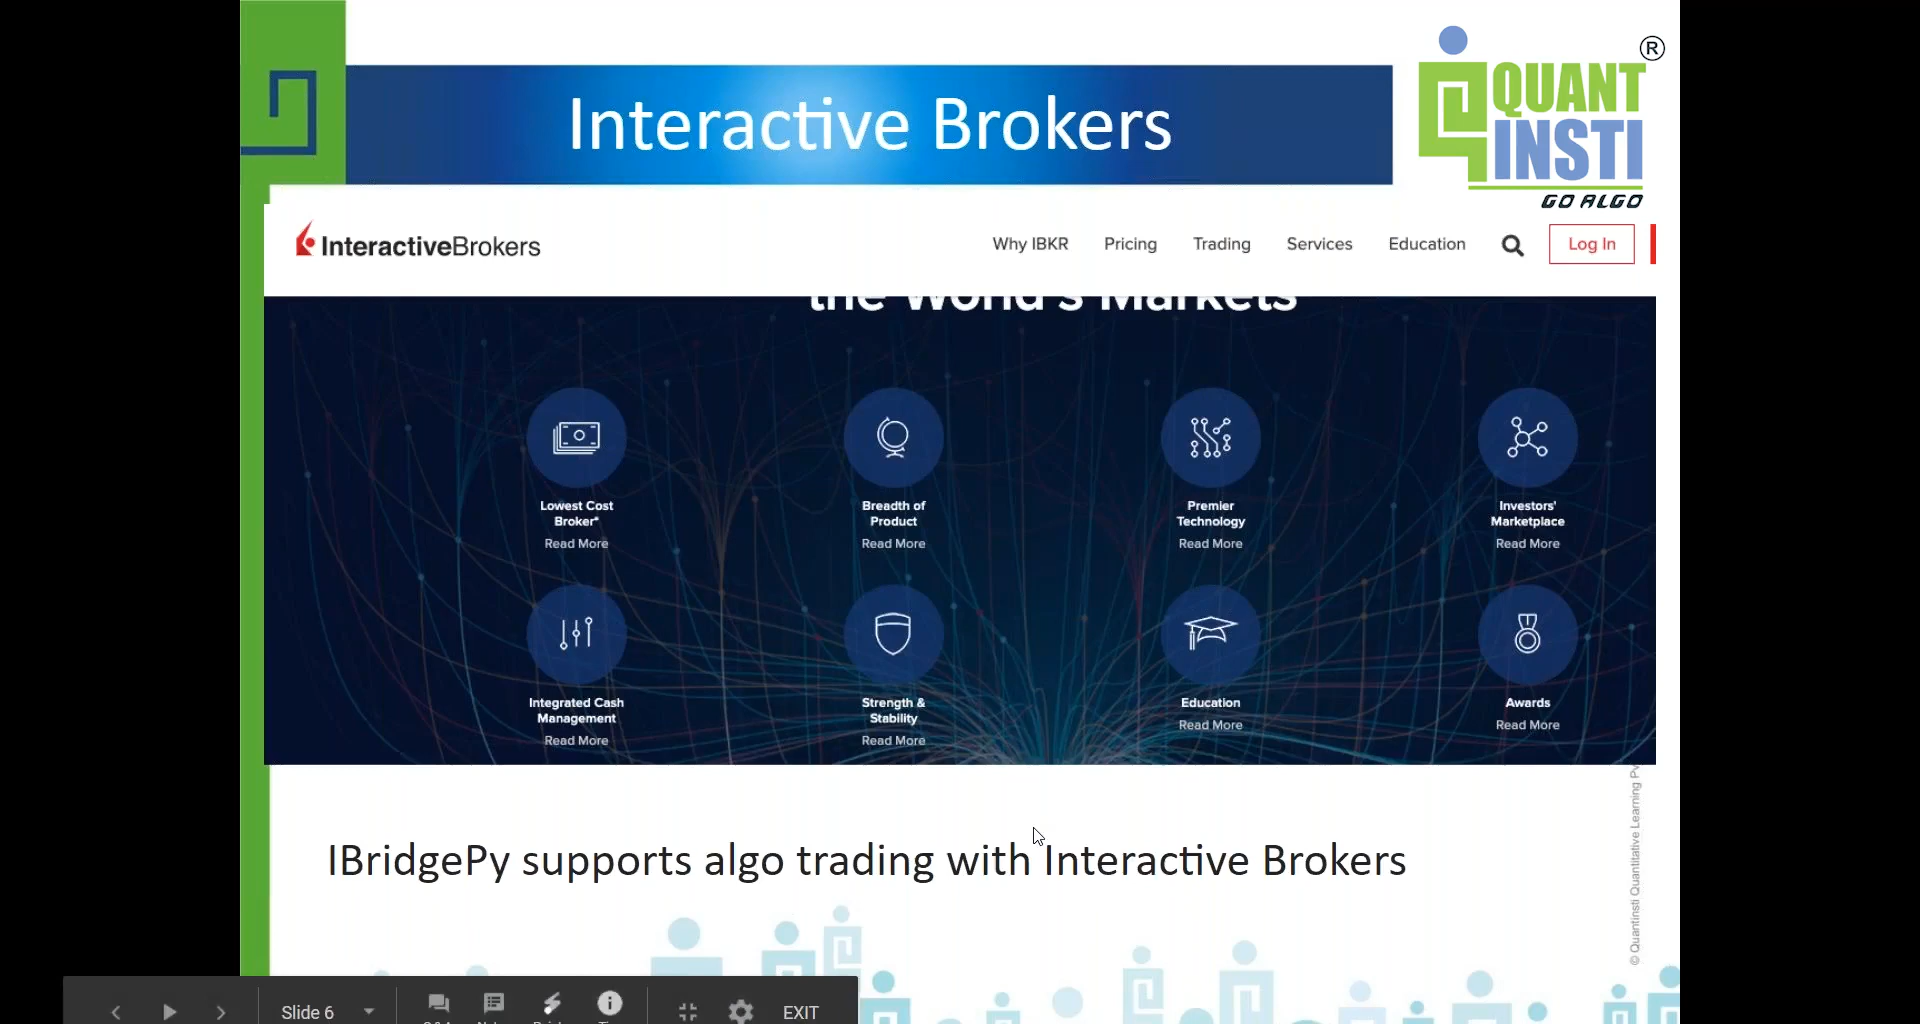 Interactive Brokers
QUANT
INSTI
®
GO ALGO
InteractiveBrokers
Why IBKR
Pricing
Trading
Services
Education
Log In
the World's Markets
Lowest Cost
Broker*
Read More
Breadth of
Product
Read More
Premier
Technology
Read More
Investors'
Marketplace
Read More
Integrated Cash
Management
Read More
Strength &
Stability
Read More
Education
Read More
Awards
Read More
IBridgePy supports algo trading with Interactive Brokers
© Quantinsti Quantitative Learning
Slide 6
EXIT